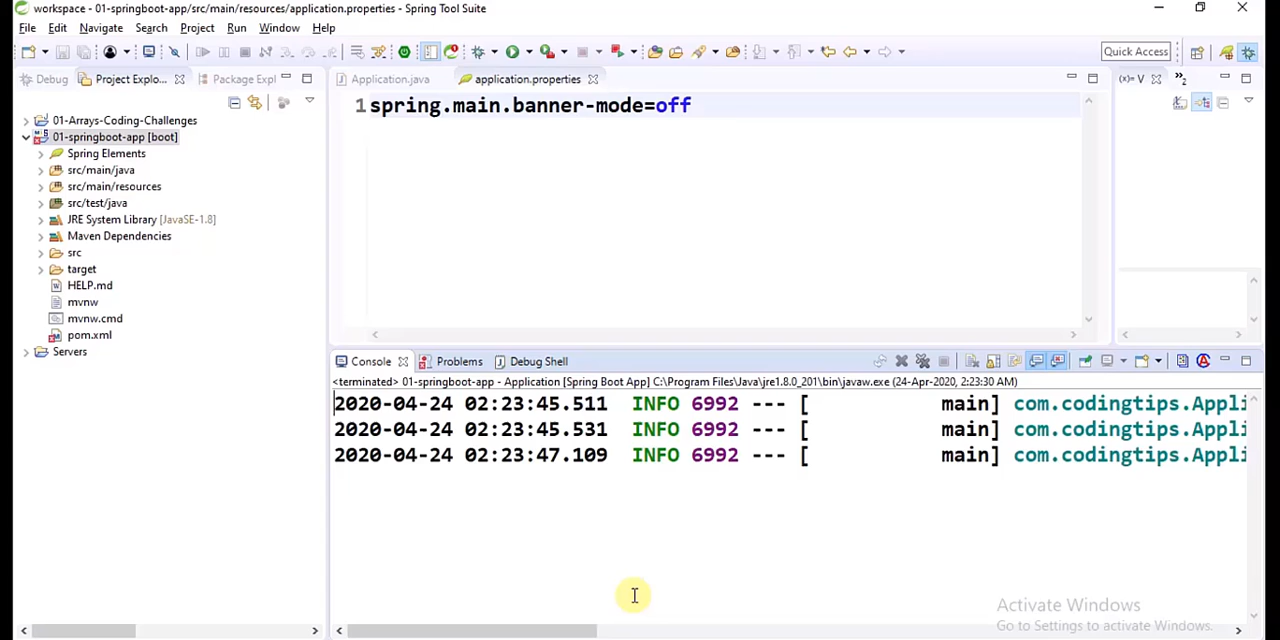 workspace - 01-springboot-app/src/main/resources/application.properties - Spring Tool Suite
File Edit Navigate Search Project Run Window Help
Quick Access
Debug Project Explo... Package Expl Application.java application.properties (x)= V
1 spring.main.banner-mode=off
01-Arrays-Coding-Challenges
01-springboot-app [boot]
Spring Elements
src/main/java
src/main/resources
src/test/java
JRE System Library [JavaSE-1.8]
Maven Dependencies
src
target
HELP.md
mvnw
mvnw.cmd
pom.xml
Servers
Console Problems Debug Shell
<terminated> 01-springboot-app - Application [Spring Boot App] C:\Program Files\Java\jre1.8.0_201\bin\javaw.exe (24-Apr-2020, 2:23:30 AM)
2020-04-24 02:23:45.511 INFO 6992 --- [ main] com.codingtips.Appli
2020-04-24 02:23:45.531 INFO 6992 --- [ main] com.codingtips.Appli
2020-04-24 02:23:47.109 INFO 6992 --- [ main] com.codingtips.Appli
Activate Windows
Go to Settings to activate Windows.